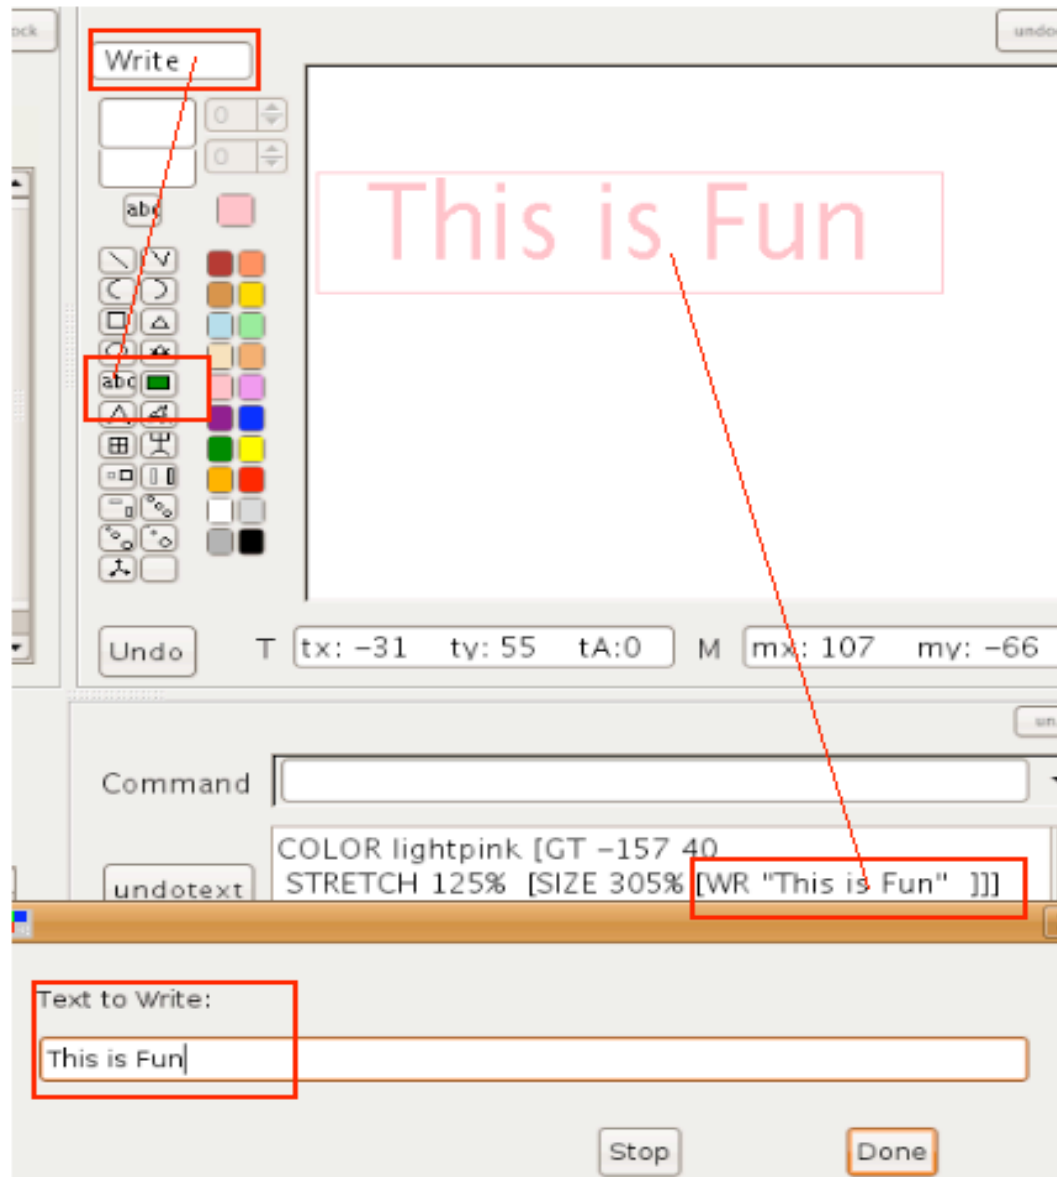 ock
undo
Write
0
0
abc
This is Fun
abc
Undo
T
tx: −31 ty: 55 tA:0
M
mx: 107 my: −66
un
Command
COLOR lightpink [GT −157 40
undotext
STRETCH 125% [SIZE 305% [WR "This is Fun" ]]]
Text to Write:
This is Fun
Stop
Done